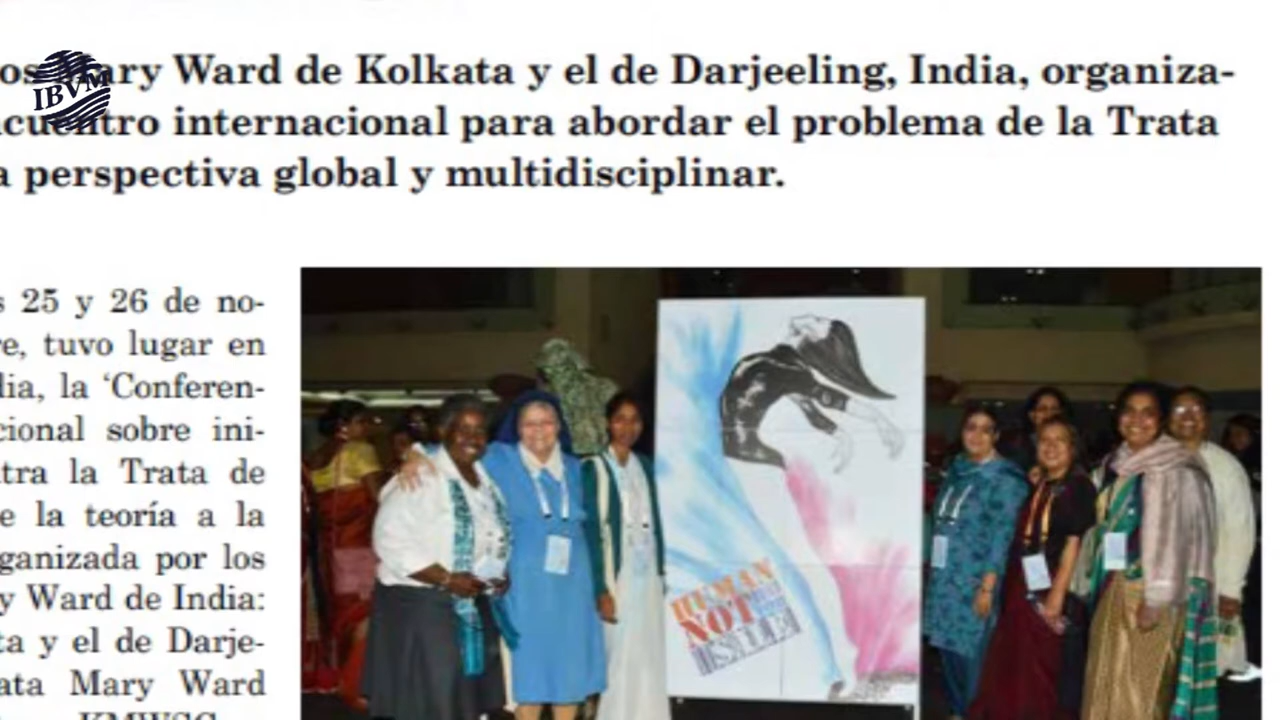 IBVM
os Mary Ward de Kolkata y el de Darjeeling, India, organiza-
cuentro internacional para abordar el problema de la Trata
a perspectiva global y multidisciplinar.
s 25 y 26 de no-
re, tuvo lugar en
dia, la ‘Conferen-
cional sobre ini-
tra la Trata de
e la teoría a la
ganizada por los
y Ward de India:
ta y el de Darje-
ata Mary Ward
KMWSC
HUMAN
NOT